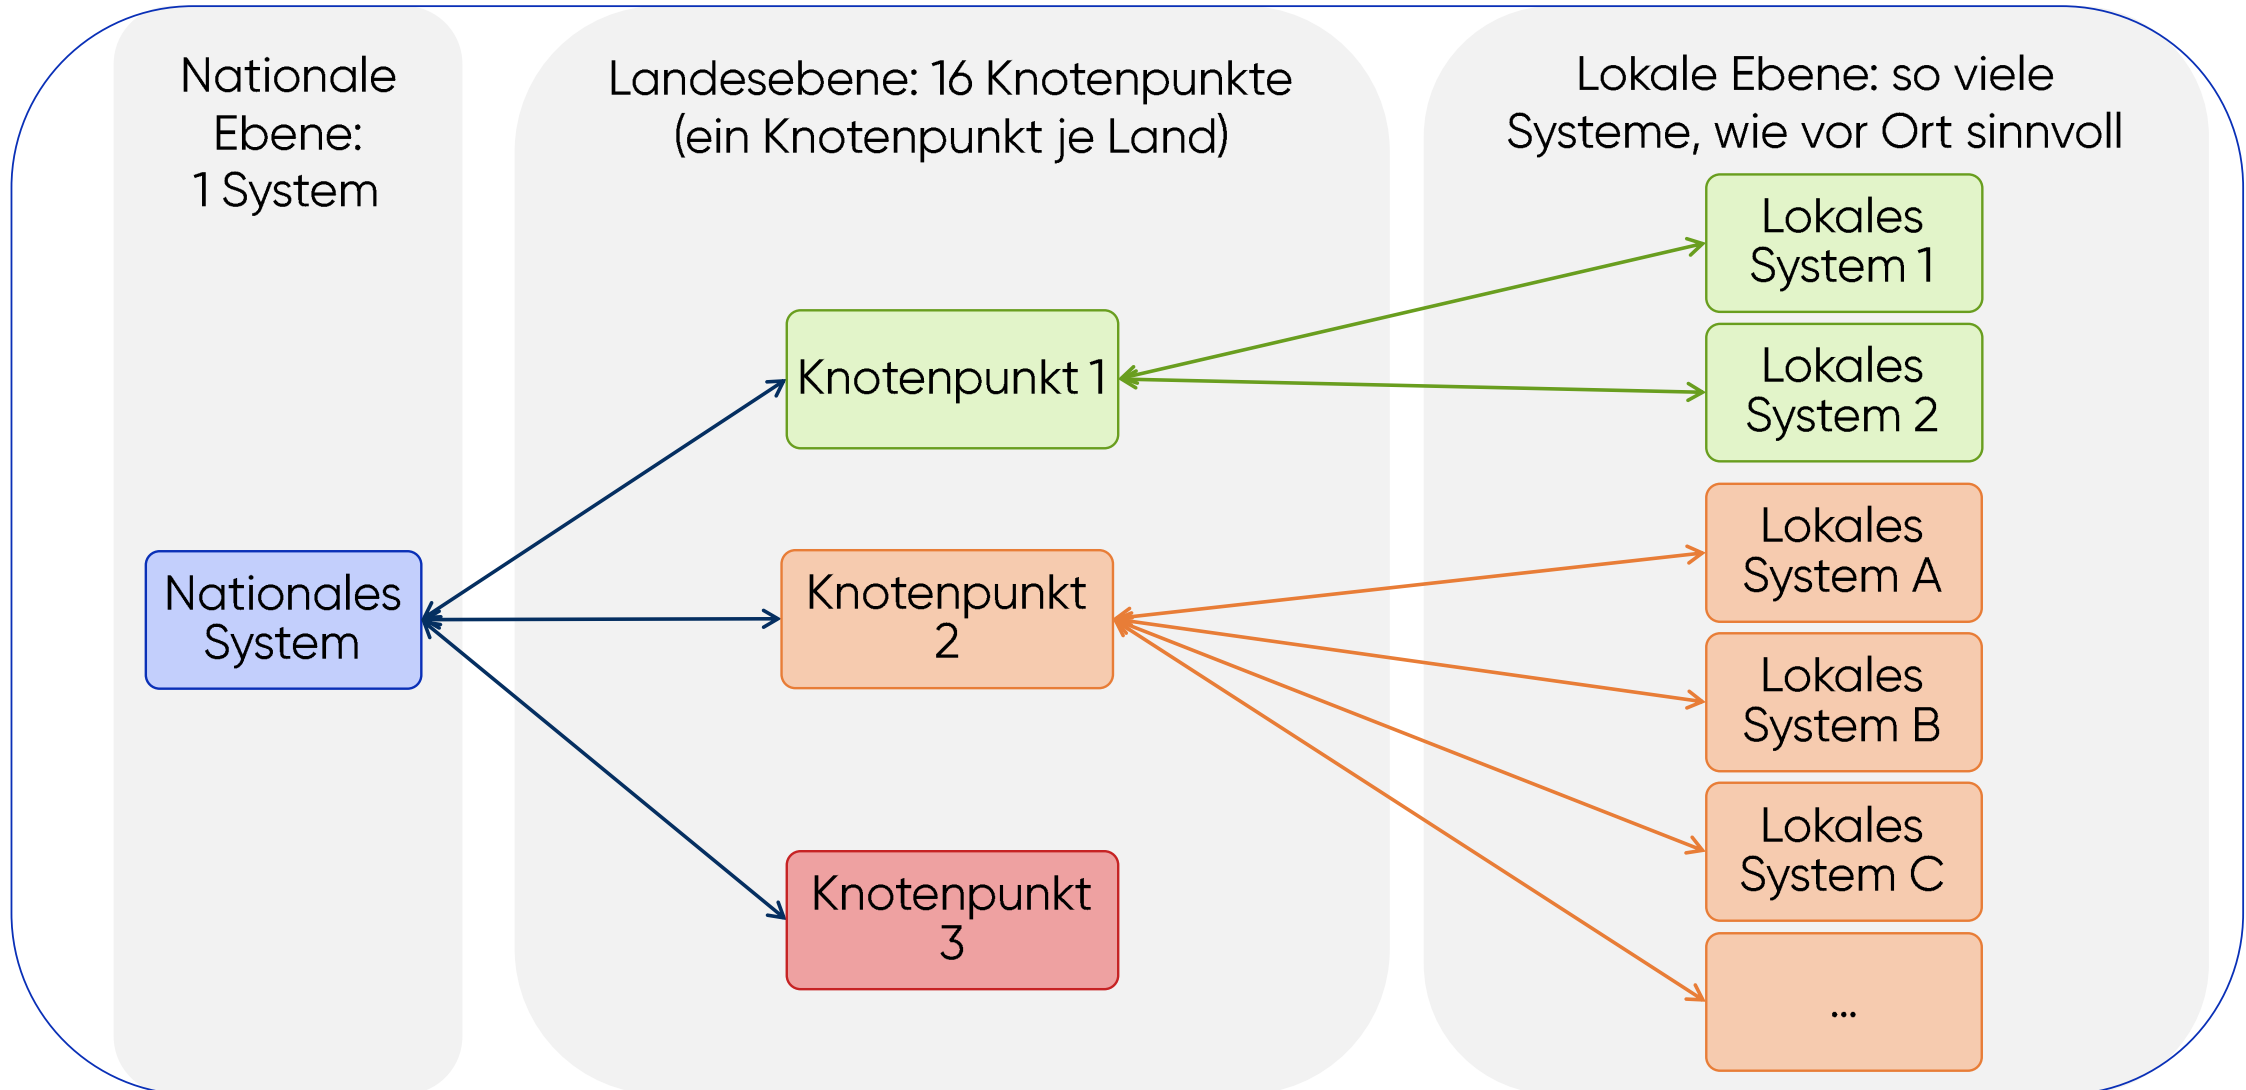 Nationale
Ebene:
1 System
Landesebene: 16 Knotenpunkte
(ein Knotenpunkt je Land)
Lokale Ebene: so viele
Systeme, wie vor Ort sinnvoll
Nationales
System
Knotenpunkt 1
Knotenpunkt
2
Knotenpunkt
3
Lokales
System 1
Lokales
System 2
Lokales
System A
Lokales
System B
Lokales
System C
...